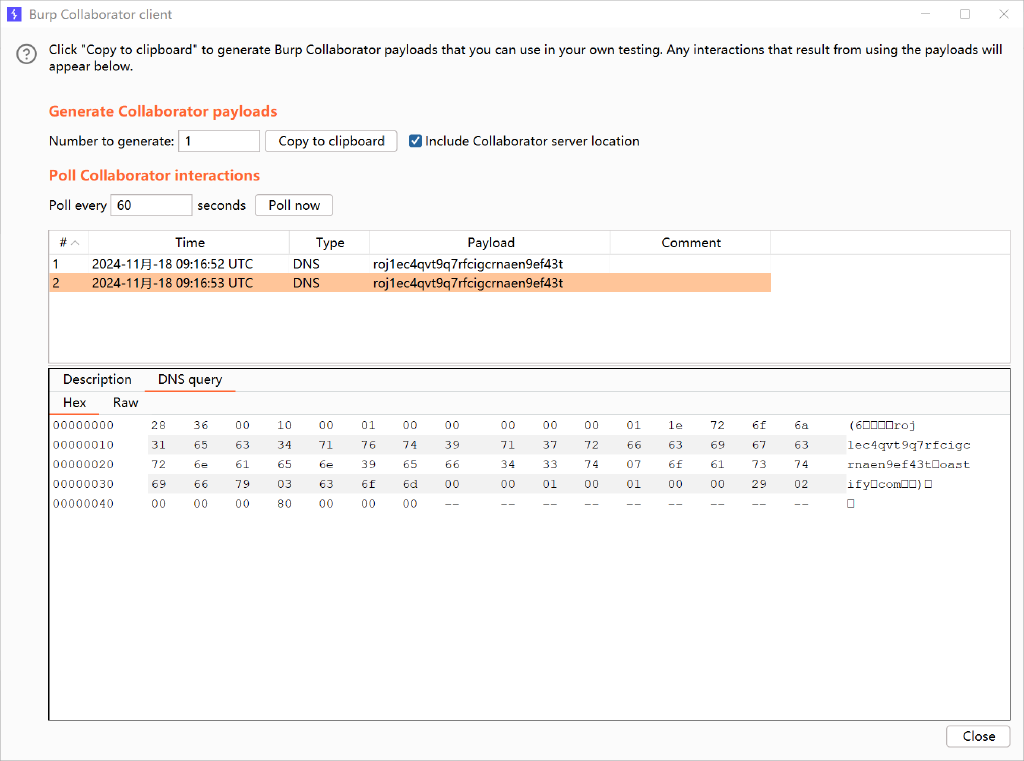 Burp Collaborator client
Click "Copy to clipboard" to generate Burp Collaborator payloads that you can use in your own testing. Any interactions that result from using the payloads will
appear below.
Generate Collaborator payloads
Number to generate: 1 Copy to clipboard Include Collaborator server location
Poll Collaborator interactions
Poll every 60 seconds Poll now
# Time Type Payload Comment
1 2024-11月-18 09:16:52 UTC DNS roj1ec4qvt9q7rfcigcrnaen9ef43t
2 2024-11月-18 09:16:53 UTC DNS roj1ec4qvt9q7rfcigcrnaen9ef43t
Description DNS query
Hex Raw
00000000 28 36 00 10 00 01 00 00 00 00 00 01 1e 72 6f 6a (6□□□□roj
00000010 31 65 63 34 71 76 74 39 71 37 72 66 63 69 67 63 1ec4qvt9q7rfcigc
00000020 72 6e 61 65 6e 39 65 66 34 33 74 07 6f 61 73 74 rnaen9ef43t□oast
00000030 69 66 79 03 63 6f 6d 00 00 01 00 01 00 00 29 02 ify□com□□)□
00000040 00 00 00 80 00 00 00 -- -- -- -- -- -- -- -- -- □
Close